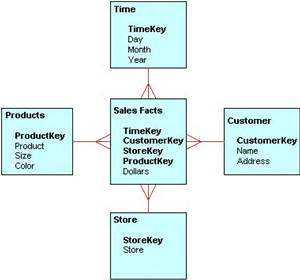 Time
TimeKey
Day
Month
Year
Products
ProductKey
Product
Size
Color
Sales Facts
TimeKey
CustomerKey
StoreKey
ProductKey
Dollars
Customer
CustomerKey
Name
Address
Store
StoreKey
Store